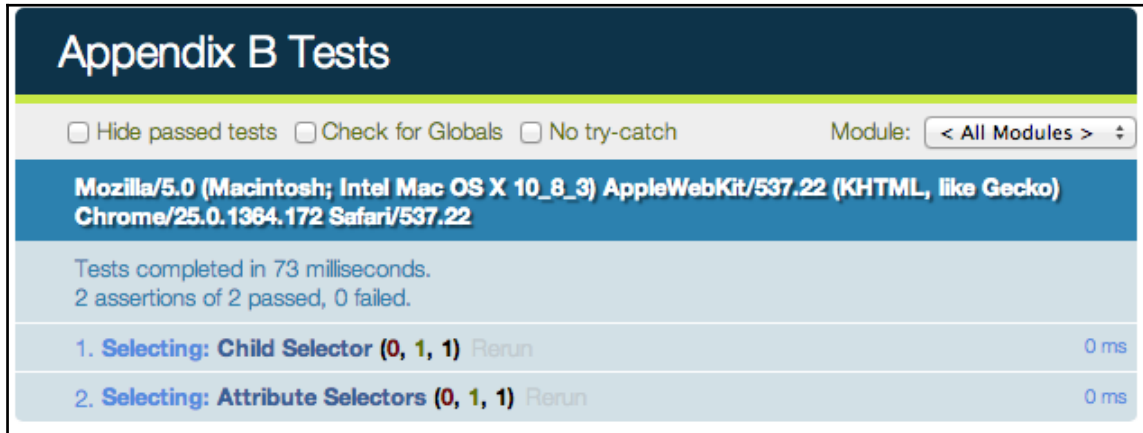 Appendix B Tests
Hide passed tests Check for Globals No try-catch Module: < All Modules >
Mozilla/5.0 (Macintosh; Intel Mac OS X 10_8_3) AppleWebKit/537.22 (KHTML, like Gecko)
Chrome/25.0.1364.172 Safari/537.22
Tests completed in 73 milliseconds.
2 assertions of 2 passed, 0 failed.
1. Selecting: Child Selector (0, 1, 1) Rerun 0 ms
2. Selecting: Attribute Selectors (0, 1, 1) Rerun 0 ms